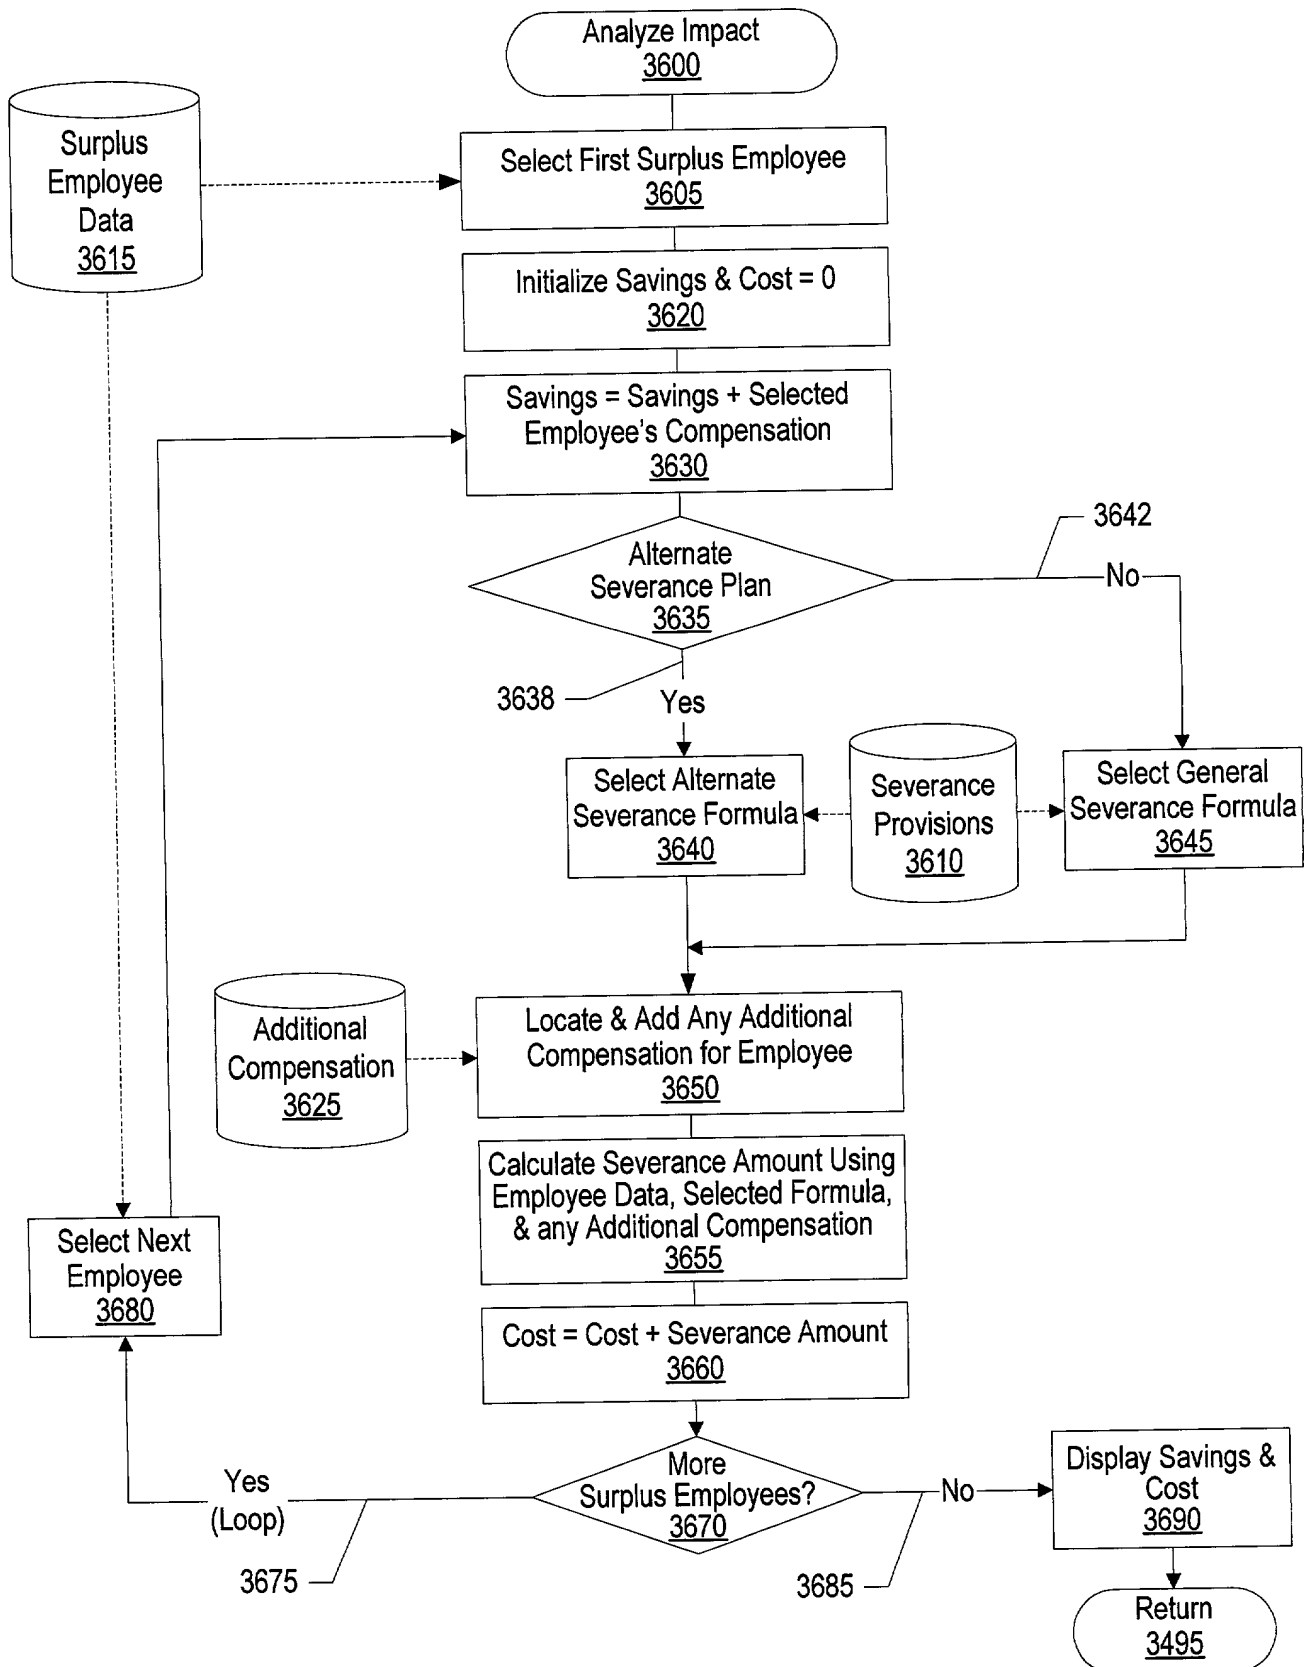 Analyze Impact
3600
Surplus
Employee
Data
3615
Select First Surplus Employee
3605
Initialize Savings & Cost = 0
3620
Savings = Savings + Selected
Employee's Compensation
3630
3642
Alternate
Severance Plan
3635
No
3638
Yes
Select Alternate
Severance Formula
3640
Severance
Provisions
3610
Select General
Severance Formula
3645
Additional
Compensation
3625
Locate & Add Any Additional
Compensation for Employee
3650
Calculate Severance Amount Using
Employee Data, Selected Formula,
& any Additional Compensation
3655
Select Next
Employee
3680
Cost = Cost + Severance Amount
3660
Yes
(Loop)
More
Surplus Employees?
3670
No
Display Savings &
Cost
3690
3675
3685
Return
3495